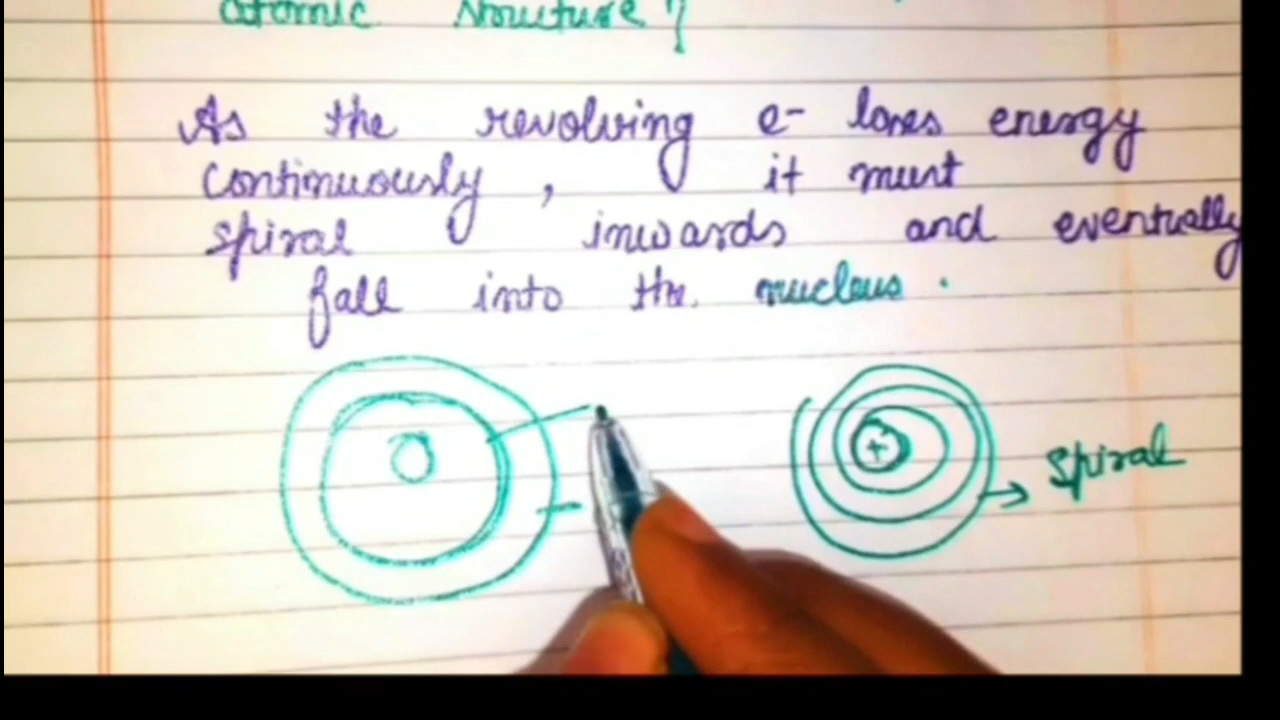 atomic structure?
As the revolving e- loses energy
continuously, it must
spiral inwards and eventually
fall into the nucleus.
+
spiral